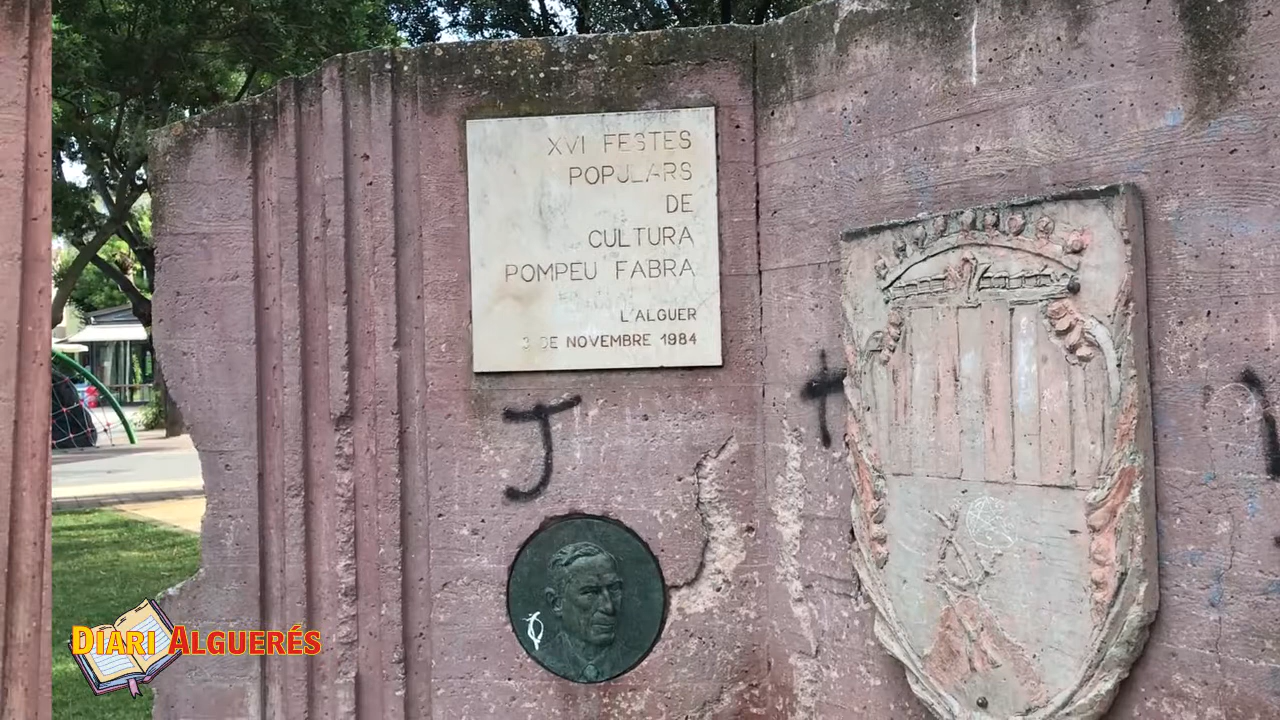 XVI FESTES
POPULARS
DE
CULTURA
POMPEU FABRA
L'ALGUER
3 DE NOVEMBRE 1984
J
DIARI ALGUERÉS